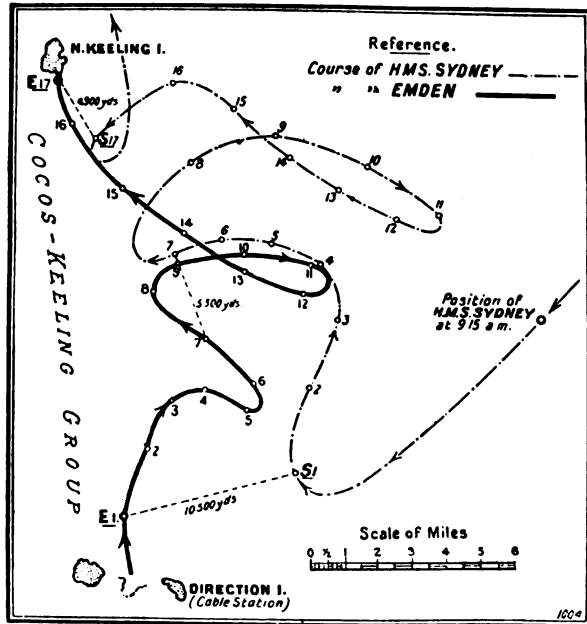 N. KEELING I.
Reference.
Course of H.M.S. SYDNEY
" " EMDEN
E17
4,900 yds
S17
16
15
14
13
12
11
10
9
8
16
15
14
13
12
11
10
9
8
7
6
5
4
3
2
S1
7
6
5
4
3
2
E1.
5,500 yds.
10,500 yds
COCOS-KEELING GROUP
Position of
H.M.S. SYDNEY
at 9.15 a.m.
Scale of Miles
0 ½ 1 2 3 4 5 6
DIRECTION I.
(Cable Station)
1004